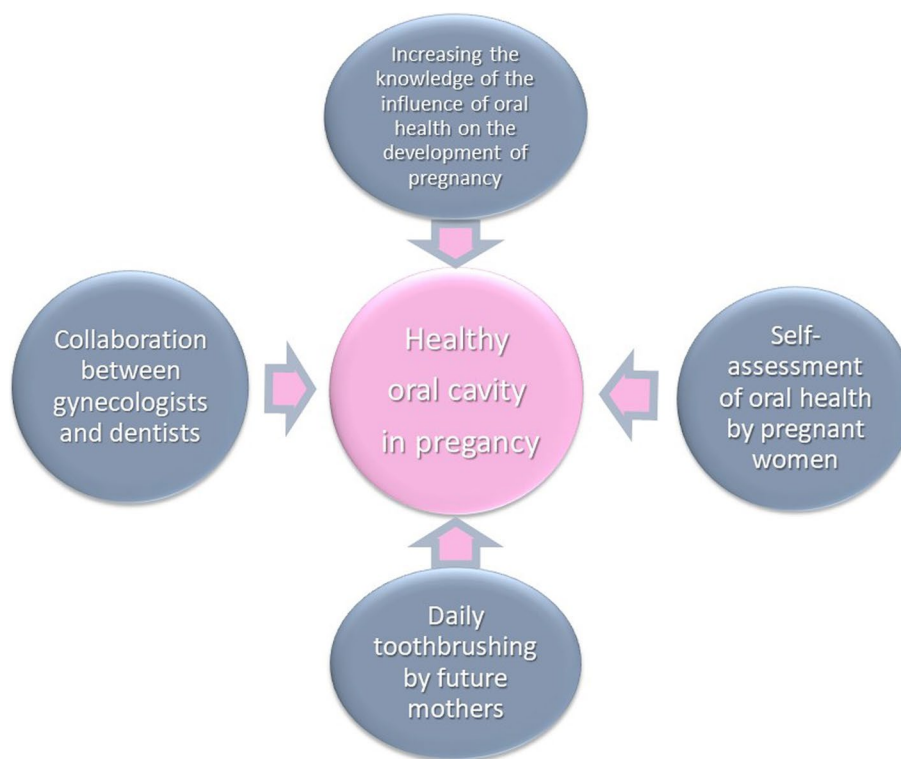 Increasing the
knowledge of the
influence of oral
health on the
development of
pregnancy
Collaboration
between
gynecologists
and dentists
Healthy
oral cavity
in pregancy
Self-
assessment
of oral health
by pregnant
women
Daily
toothbrushing
by future
mothers